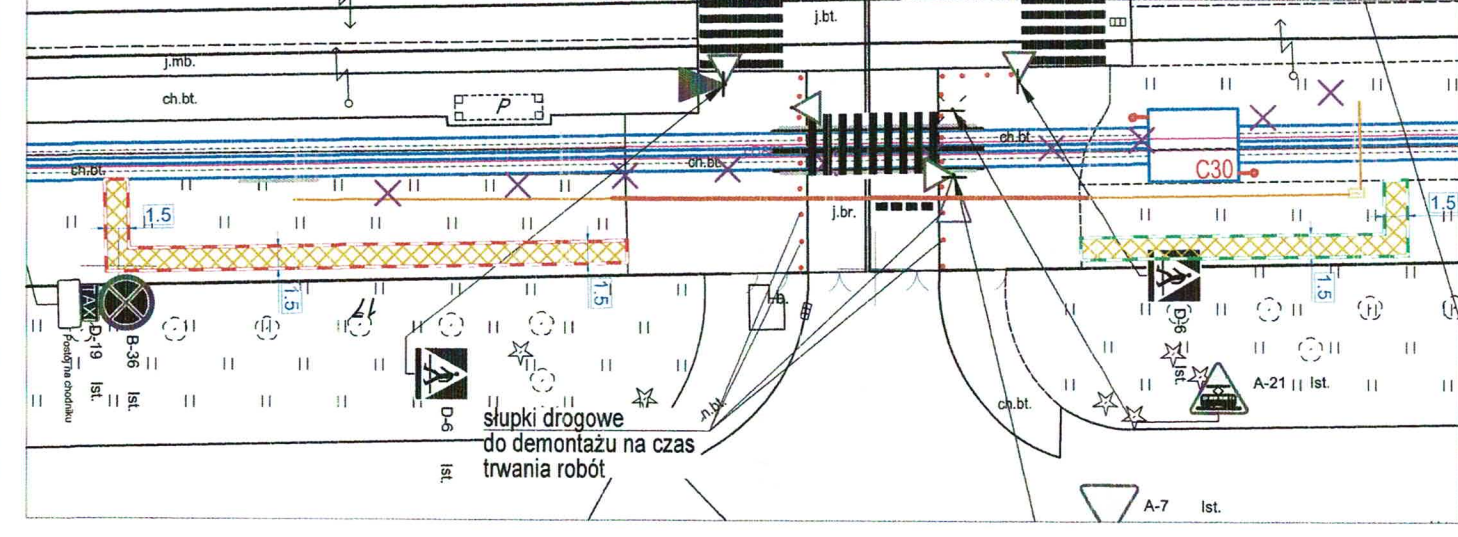 j.bt.
j.mb.
ch.bt.
P
ch.bt.
ch.bt.
ch.bt.
C30
1.5
1.5
j.br.
1.5
1.5
1.5
17
TAXI
D-19 Ist.
Postój na chodniku
B-36 Ist.
D-6 Ist.
D-6 Ist.
A-21 Ist.
ch.bt.
słupki drogowe
do demontażu na czas
trwania robót
A-7 Ist.